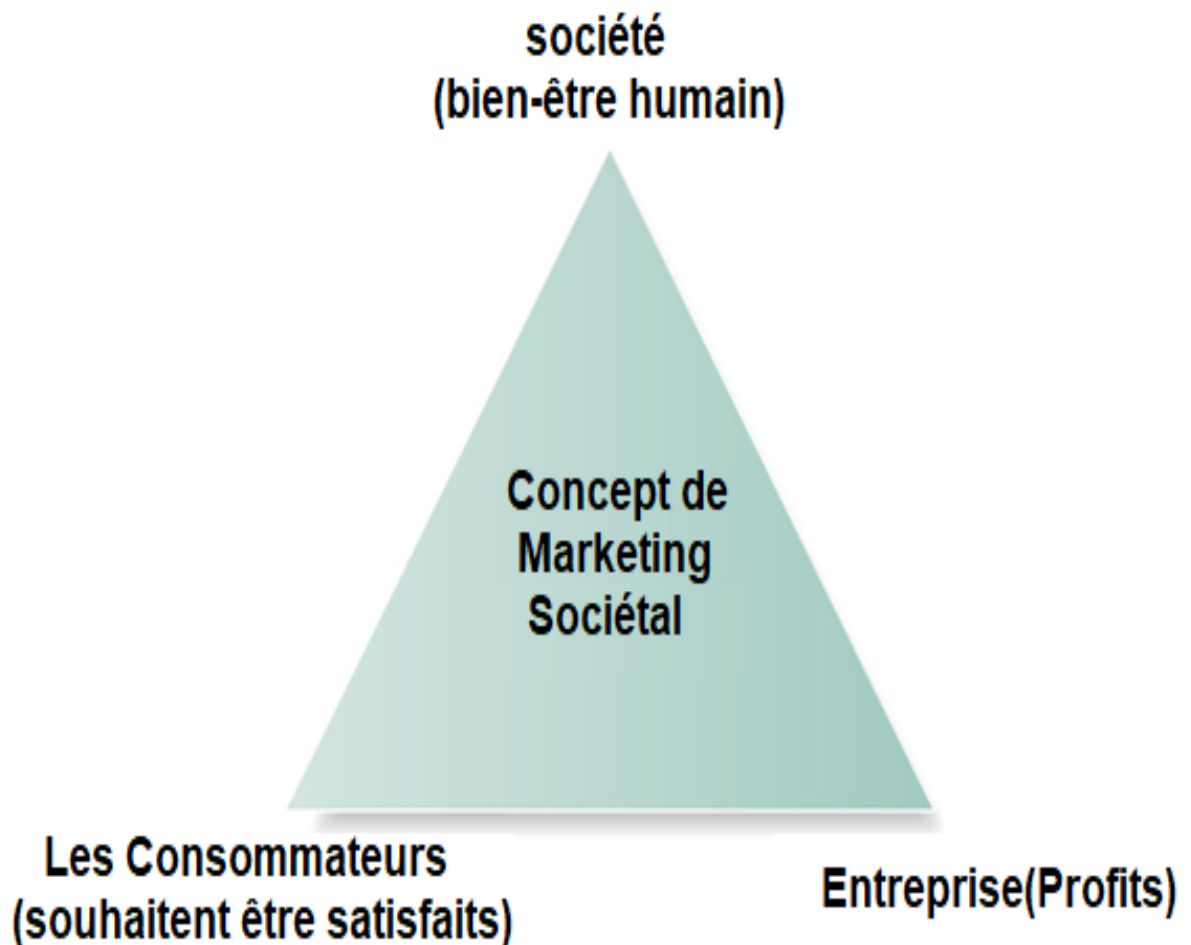 société
(bien-être humain)
Concept de
Marketing
Sociétal
Les Consommateurs
(souhaitent être satisfaits)
Entreprise(Profits)